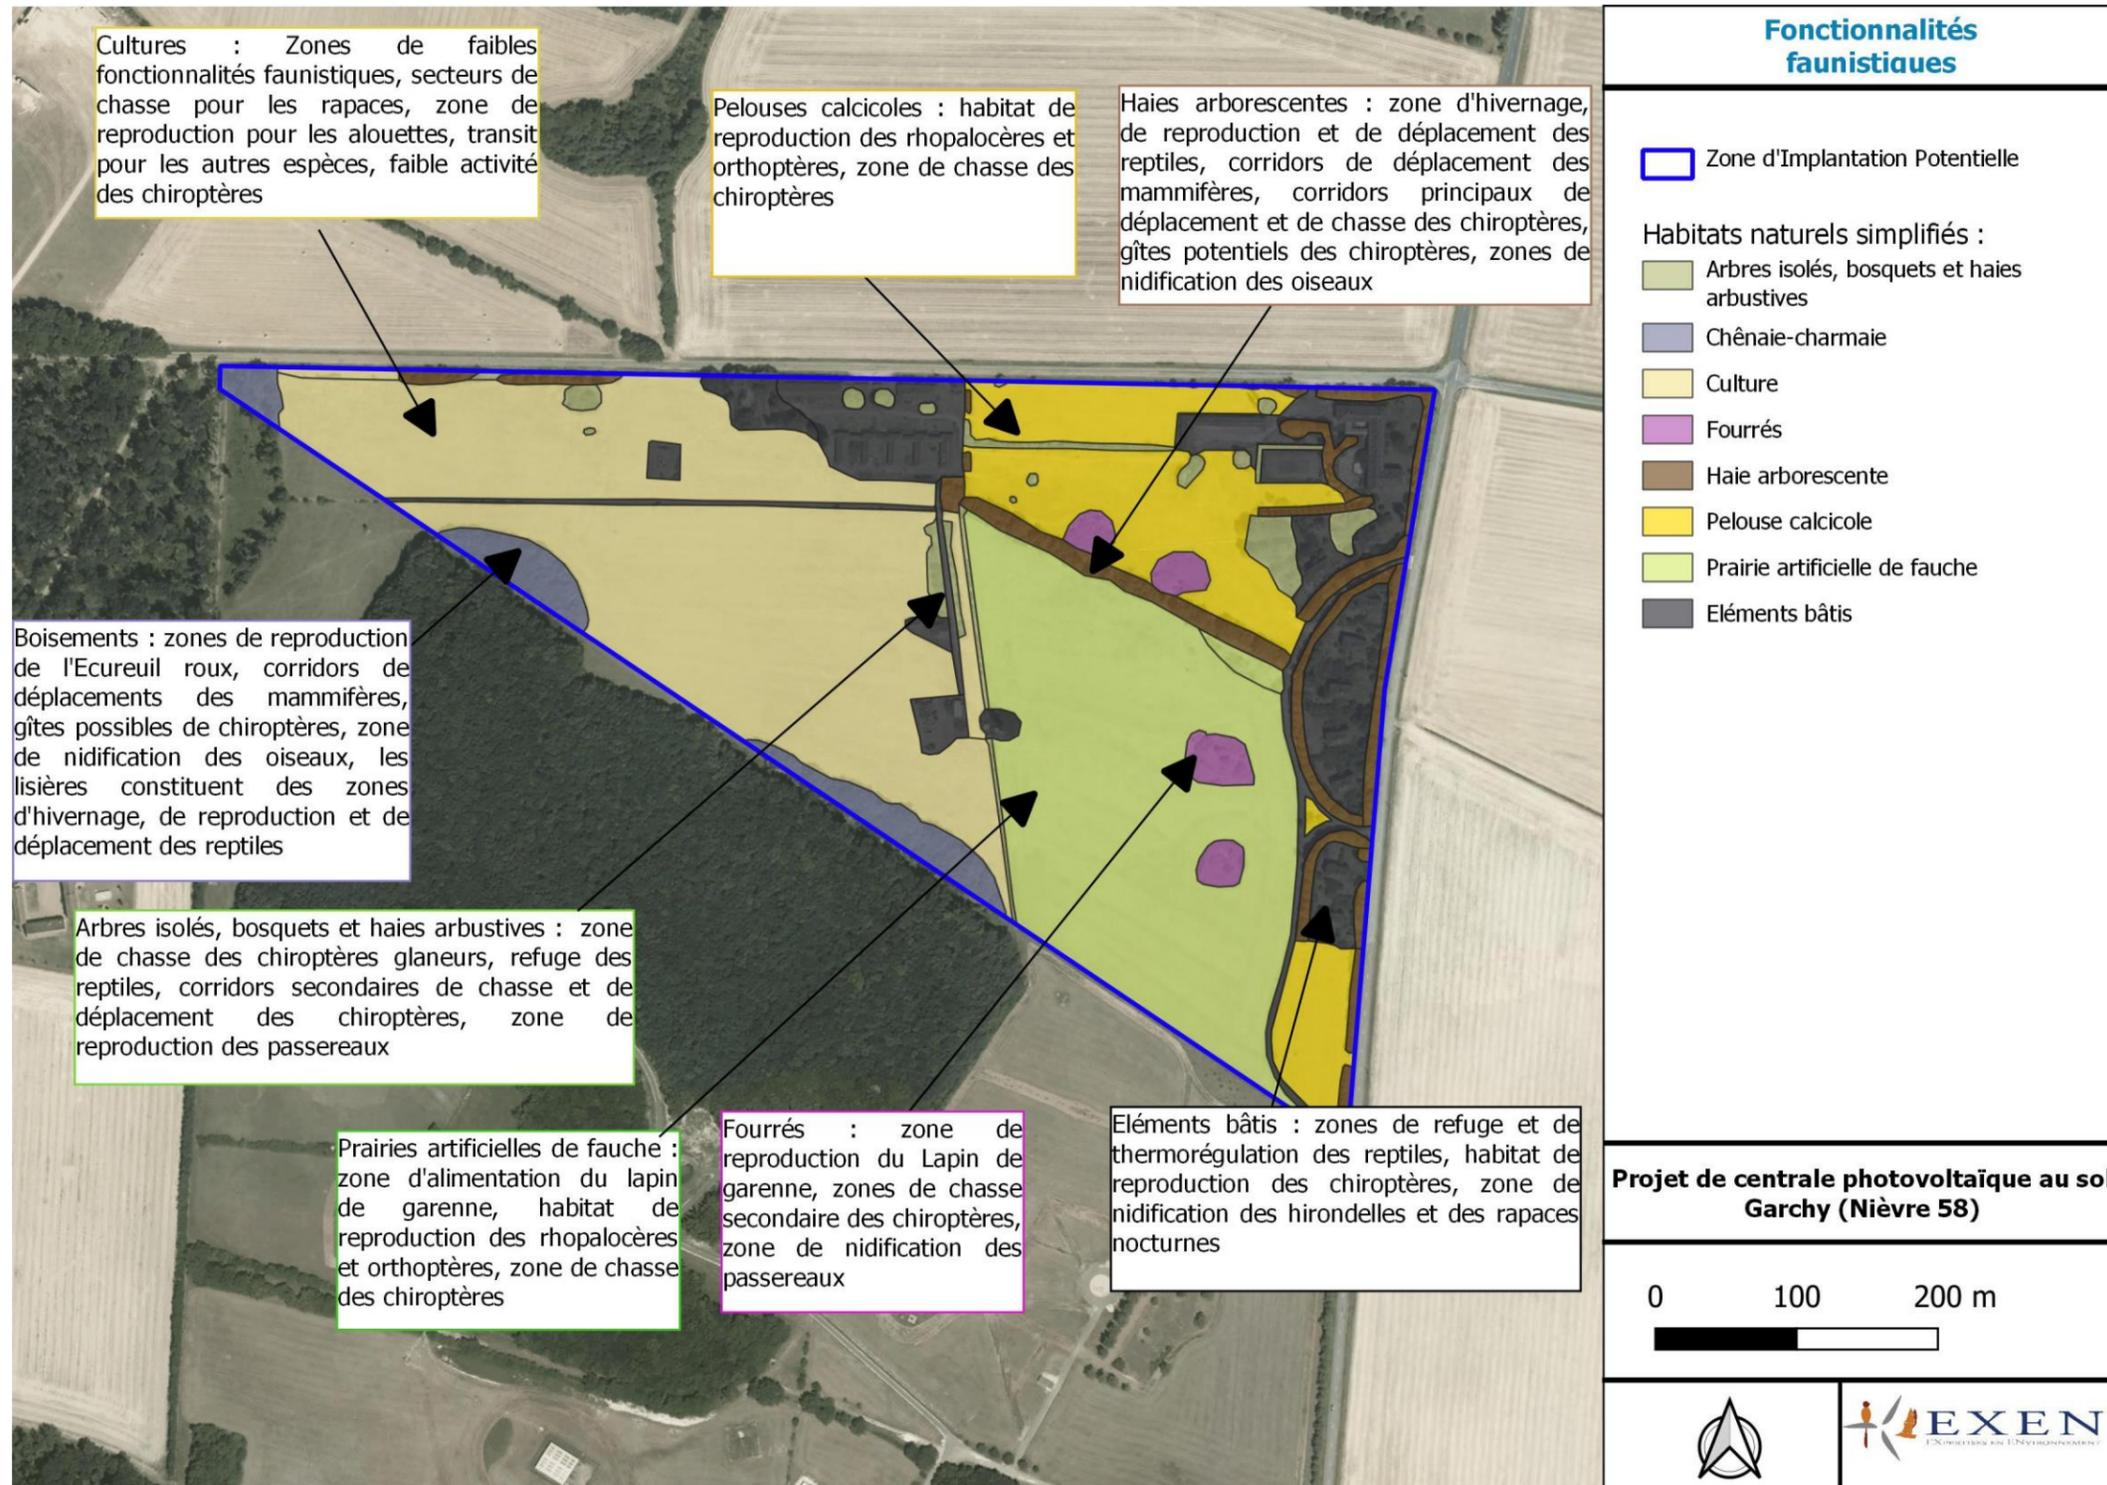 Cultures : Zones de faibles
fonctionnalités faunistiques, secteurs de
chasse pour les rapaces, zone de
reproduction pour les alouettes, transit
pour les autres espèces, faible activité
des chiroptères
Pelouses calcicoles : habitat de
reproduction des rhopalocères et
orthoptères, zone de chasse des
chiroptères
Haies arborescentes : zone d'hivernage,
de reproduction et de déplacement des
reptiles, corridors de déplacement des
mammifères, corridors principaux de
déplacement et de chasse des chiroptères,
gîtes potentiels des chiroptères, zones de
nidification des oiseaux
Boisements : zones de reproduction
de l'Ecureuil roux, corridors de
déplacements des mammifères,
gîtes possibles de chiroptères, zone
de nidification des oiseaux, les
lisières constituent des zones
d'hivernage, de reproduction et de
déplacement des reptiles
Arbres isolés, bosquets et haies arbustives : zone
de chasse des chiroptères glaneurs, refuge des
reptiles, corridors secondaires de chasse et de
déplacement des chiroptères, zone de
reproduction des passereaux
Prairies artificielles de fauche :
zone d'alimentation du lapin
de garenne, habitat de
reproduction des rhopalocères
et orthoptères, zone de chasse
des chiroptères
Fourrés : zone de
reproduction du Lapin de
garenne, zones de chasse
secondaire des chiroptères,
zone de nidification des
passereaux
Eléments bâtis : zones de refuge et de
thermorégulation des reptiles, habitat de
reproduction des chiroptères, zone de
nidification des hirondelles et des rapaces
nocturnes
Fonctionnalités
faunistiques
Zone d'Implantation Potentielle
Habitats naturels simplifiés :
Arbres isolés, bosquets et haies
arbustives
Chênaie-charmaie
Culture
Fourrés
Haie arborescente
Pelouse calcicole
Prairie artificielle de fauche
Eléments bâtis
Projet de centrale photovoltaïque au sol
Garchy (Nièvre 58)
0 100 200 m
EXEN
EXpertises en ENvironnement